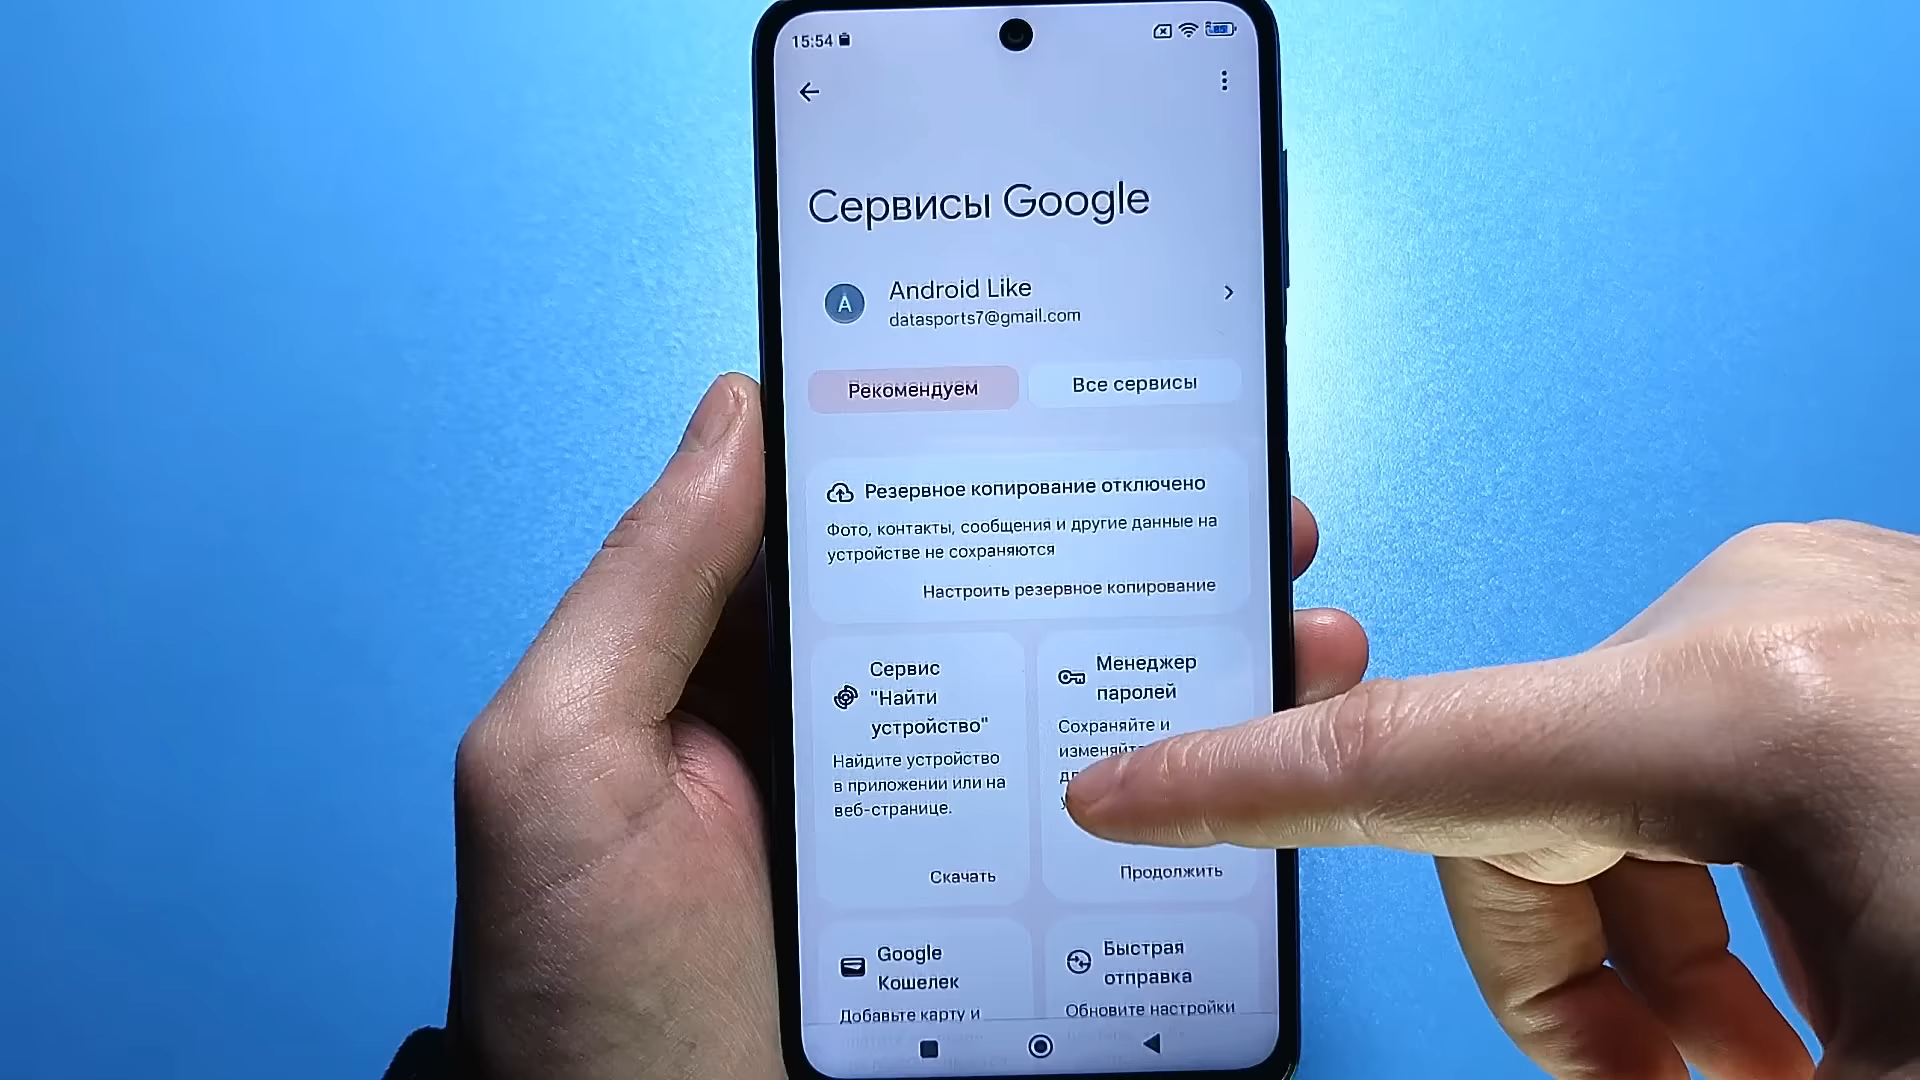 15:54
85
Сервисы Google
A
Android Like
datasports7@gmail.com
Рекомендуем
Все сервисы
Резервное копирование отключено
Фото, контакты, сообщения и другие данные на
устройстве не сохраняются
Настроить резервное копирование
Сервис
"Найти
устройство"
Найдите устройство
в приложении или на
веб-странице.
Скачать
Менеджер
паролей
Сохраняйте и
Продолжить
Google
Кошелек
Добавьте карту и
Быстрая
отправка
Обновите настройки